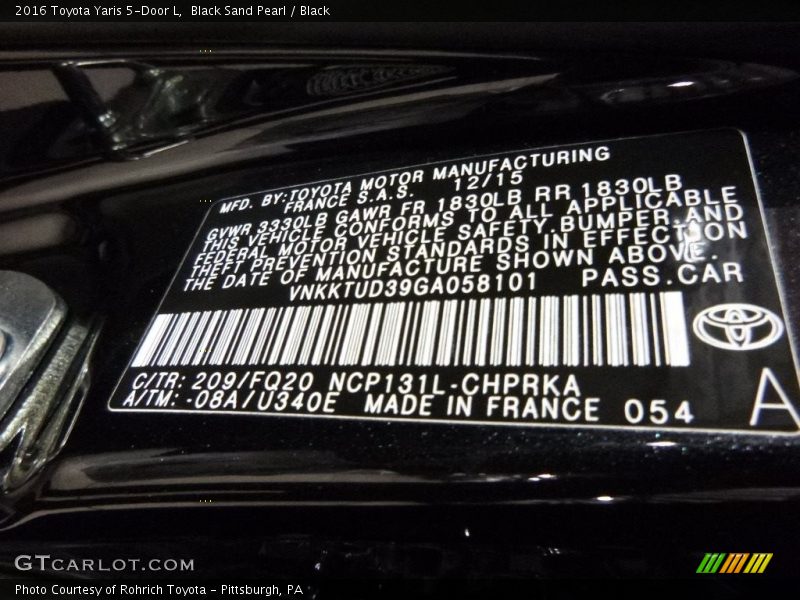 2016 Toyota Yaris 5-Door L, Black Sand Pearl / Black
MFD. BY:TOYOTA MOTOR MANUFACTURING
FRANCE S.A.S. 12/15
GVWR 3330LB GAWR FR 1830LB RR 1830LB
THIS VEHICLE CONFORMS TO ALL APPLICABLE
FEDERAL MOTOR VEHICLE SAFETY,BUMPER,AND
THEFT PREVENTION STANDARDS IN EFFECT ON
THE DATE OF MANUFACTURE SHOWN ABOVE.
VNKKTUD39GA058101 PASS.CAR
C/TR: 209/FQ20 NCP131L-CHPRKA
A/TM: -08A/U340E MADE IN FRANCE 054
A
GTCARLOT.COM
Photo Courtesy of Rohrich Toyota - Pittsburgh, PA